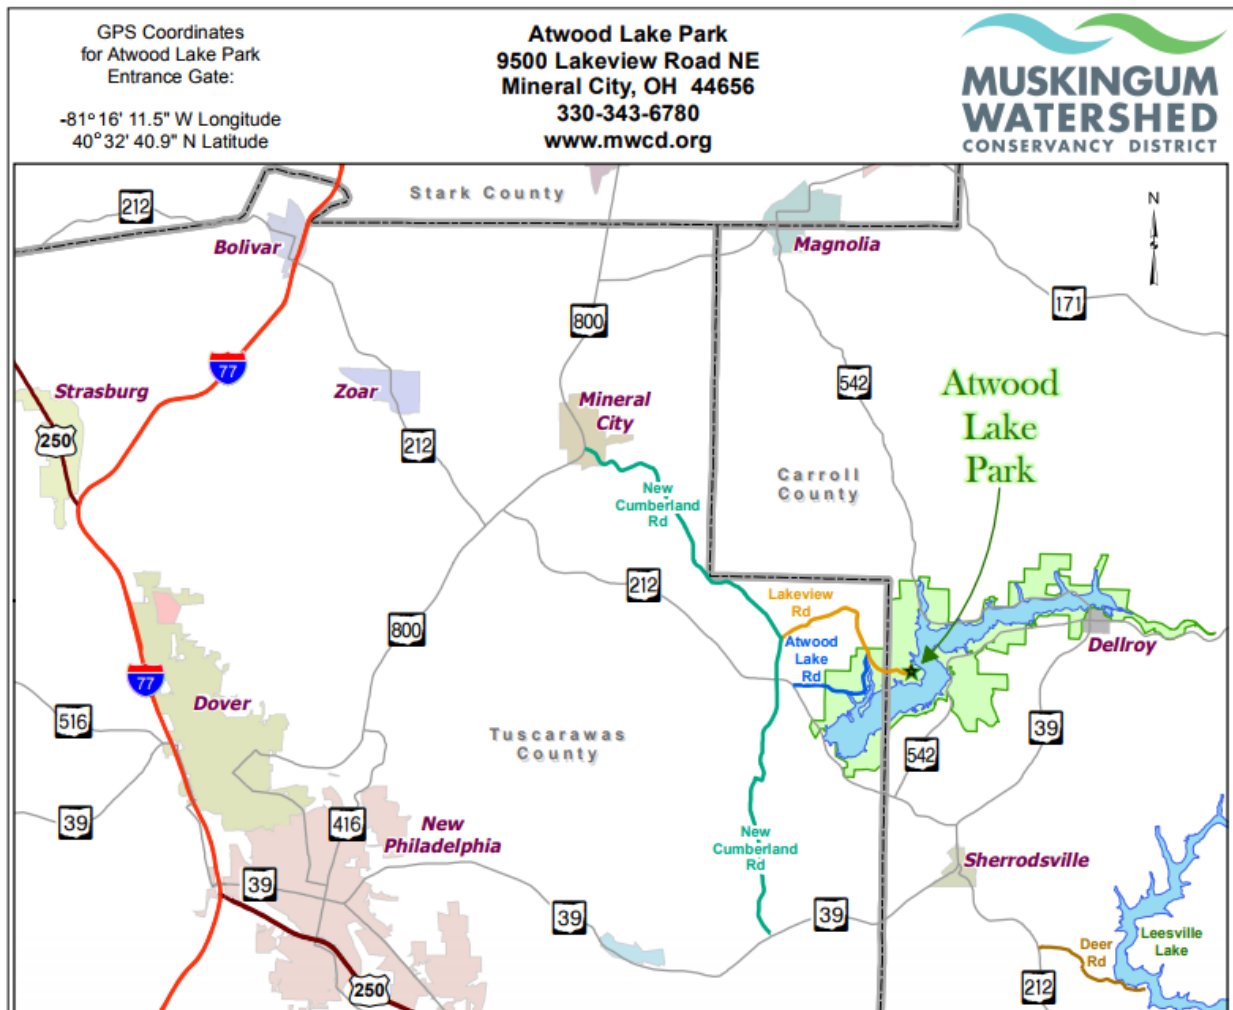 GPS Coordinates
for Atwood Lake Park
Entrance Gate:
-81° 16' 11.5" W Longitude
40° 32' 40.9" N Latitude
Atwood Lake Park
9500 Lakeview Road NE
Mineral City, OH 44656
330-343-6780
www.mwcd.org
MUSKINGUM
WATERSHED
CONSERVANCY DISTRICT
Stark County
212
Bolivar
Magnolia
N
171
800
77
542
Strasburg
Zoar
Mineral
City
Atwood
Lake
Park
250
212
Carroll
County
New
Cumberland
Rd
212
Lakeview
Rd
800
Atwood
Lake
Rd
Dellroy
77
Dover
516
Tuscarawas
County
542
39
39
416
New
Philadelphia
New
Cumberland
Rd
Sherrodsville
39
39
39
Leesville
Lake
Deer
Rd
250
212